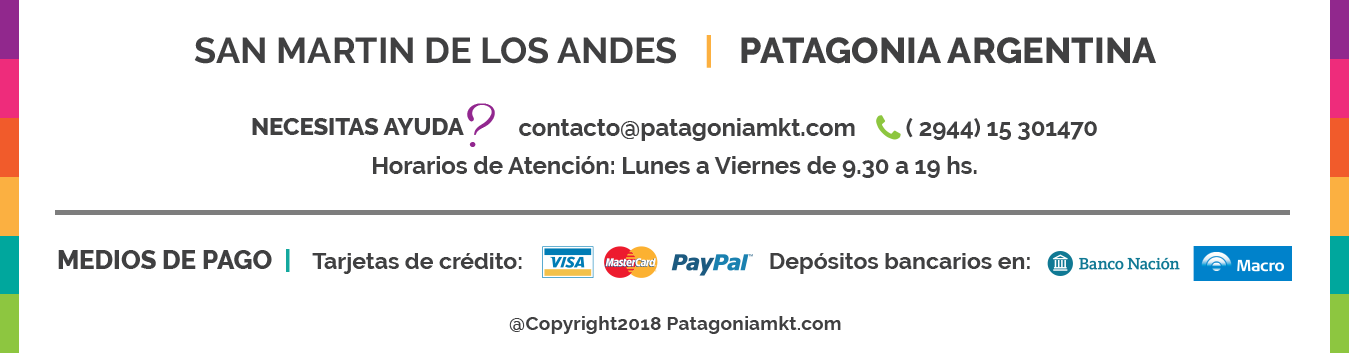 SAN MARTIN DE LOS ANDES | PATAGONIA ARGENTINA
NECESITAS AYUDA? contacto@patagoniamkt.com ( 2944) 15 301470
Horarios de Atención: Lunes a Viernes de 9.30 a 19 hs.
MEDIOS DE PAGO | Tarjetas de crédito: VISA MasterCard PayPal™ Depósitos bancarios en: Banco Nación Macro
@Copyright2018 Patagoniamkt.com